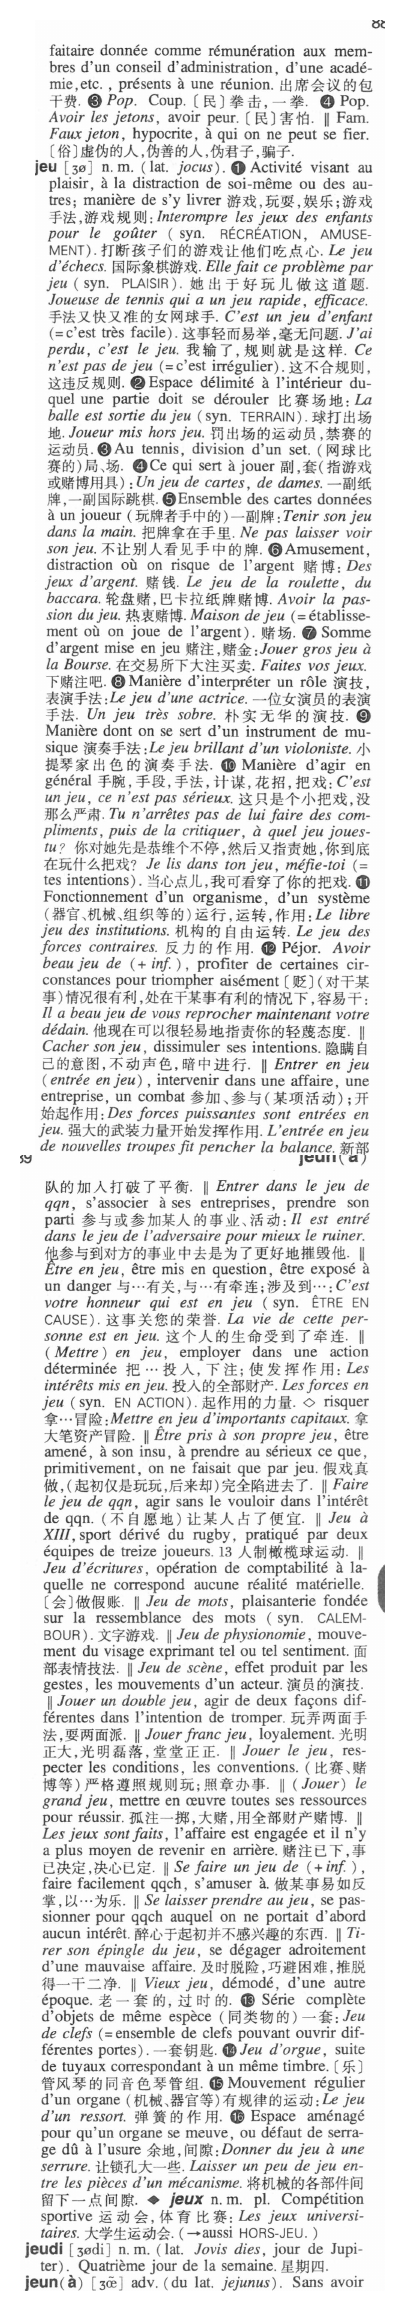 faitaire donnée comme rémunération aux mem-
bres d'un conseil d'administration, d'une acadé-
mie,etc. , présents à une réunion. 出席会议的包
干费. ❸ Pop. Coup. [民]拳击,一拳. ❹ Pop.
Avoir les jetons, avoir peur. [民]害怕. ‖ Fam.
Faux jeton, hypocrite, à qui on ne peut se fier.
[俗]虚伪的人,伪善的人,伪君子,骗子.
jeu [ʒø] n. m. (lat. jocus). ❶ Activité visant au
plaisir, à la distraction de soi-même ou des au-
tres; manière de s'y livrer 游戏,玩耍,娱乐;游戏
手法,游戏规则: Interompre les jeux des enfants
pour le goûter ( syn. RÉCRÉATION, AMUSE-
MENT). 打断孩子们的游戏让他们吃点心. Le jeu
d'échecs. 国际象棋游戏. Elle fait ce problème par
jeu ( syn. PLAISIR). 她出于好玩儿做这道题.
Joueuse de tennis qui a un jeu rapide, efficace.
手法又快又准的女网球手. C'est un jeu d'enfant
(=c'est très facile). 这事轻而易举,毫无问题. J'ai
perdu, c'est le jeu. 我输了,规则就是这样. Ce
n'est pas de jeu (=c'est irrégulier). 这不合规则,
这违反规则. ❷ Espace délimité à l'intérieur du-
quel une partie doit se dérouler 比赛场地: La
balle est sortie du jeu (syn. TERRAIN). 球打出场
地. Joueur mis hors jeu. 罚出场的运动员,禁赛的
运动员. ❸ Au tennis, division d'un set. (网球比
赛的)局、场. ❹ Ce qui sert à jouer 副,套(指游戏
或赌博用具): Un jeu de cartes, de dames. 一副纸
牌,一副国际跳棋. ❺ Ensemble des cartes données
à un joueur (玩牌者手中的)一副牌: Tenir son jeu
dans la main. 把牌拿在手里. Ne pas laisser voir
son jeu. 不让别人看见手中的牌. ❻ Amusement,
distraction où on risque de l'argent 赌博: Des
jeux d'argent. 赌钱. Le jeu de la roulette, du
baccara. 轮盘赌,巴卡拉纸牌赌博. Avoir la pas-
sion du jeu. 热衷赌博. Maison de jeu (=établisse-
ment où on joue de l'argent). 赌场. ❼ Somme
d'argent mise en jeu 赌注,赌金: Jouer gros jeu à
la Bourse. 在交易所下大注买卖. Faites vos jeux.
下赌注吧. ❽ Manière d'interpréter un rôle 演技,
表演手法: Le jeu d'une actrice. 一位女演员的表演
手法. Un jeu très sobre. 朴实无华的演技. ❾
Manière dont on se sert d'un instrument de mu-
sique 演奏手法: Le jeu brillant d'un violoniste. 小
提琴家出色的演奏手法. ❿ Manière d'agir en
général 手腕,手段,手法,计谋,花招,把戏: C'est
un jeu, ce n'est pas sérieux. 这只是个小把戏,没
那么严肃. Tu n'arrêtes pas de lui faire des com-
pliments, puis de la critiquer, à quel jeu joues-
tu? 你对她先是恭维个不停,然后又指责她,你到底
在玩什么把戏? Je lis dans ton jeu, méfie-toi (=
tes intentions). 当心点儿,我可看穿了你的把戏. ⓫
Fonctionnement d'un organisme, d'un système
(器官、机械、组织等的)运行,运转,作用: Le libre
jeu des institutions. 机构的自由运转. Le jeu des
forces contraires. 反力的作用. ⓬ Péjor. Avoir
beau jeu de (+ inf.), profiter de certaines cir-
constances pour triompher aisément [贬](对干某
事)情况很有利,处在干某事有利的情况下,容易干:
Il a beau jeu de vous reprocher maintenant votre
dédain. 他现在可以很轻易地指责你的轻蔑态度. ‖
Cacher son jeu, dissimuler ses intentions. 隐瞒自
己的意图,不动声色,暗中进行. ‖ Entrer en jeu
(entrée en jeu), intervenir dans une affaire, une
entreprise, un combat 参加、参与(某项活动);开
始起作用: Des forces puissantes sont entrées en
jeu. 强大的武装力量开始发挥作用. L'entrée en jeu
de nouvelles troupes fit pencher la balance. 新部
jeun(à)
队的加人打破了平衡. ‖ Entrer dans le jeu de
qqn, s'associer à ses entreprises, prendre son
parti 参与或参加某人的事业、活动: Il est entré
dans le jeu de l'adversaire pour mieux le ruiner.
他参与到对方的事业中去是为了更好地摧毁他. ‖
Être en jeu, être mis en question, être exposé à
un danger 与…有关,与…有牵连;涉及到…: C'est
votre honneur qui est en jeu ( syn. ÊTRE EN
CAUSE). 这事关您的荣誉. La vie de cette per-
sonne est en jeu. 这个人的生命受到了牵连. ‖
(Mettre) en jeu, employer dans une action
déterminée 把…投人,下注;使发挥作用: Les
intérêts mis en jeu. 投入的全部财产. Les forces en
jeu (syn. EN ACTION). 起作用的力量. ◇ risquer
拿…冒险: Mettre en jeu d'importants capitaux. 拿
大笔资产冒险. ‖ Être pris à son propre jeu, être
amené, à son insu, à prendre au sérieux ce que,
primitivement, on ne faisait que par jeu. 假戏真
做,(起初仅是玩玩,后来却)完全陷进去了. ‖ Faire
le jeu de qqn, agir sans le vouloir dans l'intérêt
de qqn. (不自愿地)让某人占了便宜. ‖ Jeu à
XIII, sport dérivé du rugby, pratiqué par deux
équipes de treize joueurs. 13 人制橄榄球运动. ‖
Jeu d'écritures, opération de comptabilité à la-
quelle ne correspond aucune réalité matérielle.
[会]做假账. ‖ Jeu de mots, plaisanterie fondée
sur la ressemblance des mots ( syn. CALEM-
BOUR). 文字游戏. ‖ Jeu de physionomie, mouve-
ment du visage exprimant tel ou tel sentiment. 面
部表情技法. ‖ Jeu de scène, effet produit par les
gestes, les mouvements d'un acteur. 演员的演技.
‖ Jouer un double jeu, agir de deux façons dif-
férentes dans l'intention de tromper. 玩弄两面手
法,耍两面派. ‖ Jouer franc jeu, loyalement. 光明
正大,光明磊落,堂堂正正. ‖ Jouer le jeu, res-
pecter les conditions, les conventions. (比赛、赌
博等)严格遵照规则玩;照章办事. ‖ (Jouer) le
grand jeu, mettre en œuvre toutes ses ressources
pour réussir. 孤注一掷,大赌,用全部财产赌博. ‖
Les jeux sont faits, l'affaire est engagée et il n'y
a plus moyen de revenir en arrière. 赌注已下,事
已决定,决心已定. ‖ Se faire un jeu de (+inf.),
faire facilement qqch, s'amuser à. 做某事易如反
掌,以…为乐. ‖ Se laisser prendre au jeu, se pas-
sionner pour qqch auquel on ne portait d'abord
aucun intérêt. 醉心于起初并不感兴趣的东西. ‖ Ti-
rer son épingle du jeu, se dégager adroitement
d'une mauvaise affaire. 及时脱险,巧避困难,推脱
得一干二净. ‖ Vieux jeu, démodé, d'une autre
époque. 老一套的,过时的. ⓭ Série complète
d'objets de même espèce (同类物的)一套: Jeu
de clefs (=ensemble de clefs pouvant ouvrir dif-
férentes portes). 一套钥匙. ⓮ Jeu d'orgue, suite
de tuyaux correspondant à un même timbre. [乐]
管风琴的同音色琴管组. ⓯ Mouvement régulier
d'un organe (机械、器官等)有规律的运动: Le jeu
d'un ressort. 弹簧的作用. ⓰ Espace aménagé
pour qu'un organe se meuve, ou défaut de serra-
ge dû à l'usure 余地,间隙: Donner du jeu à une
serrure. 让锁孔大一些. Laisser un peu de jeu en-
tre les pièces d'un mécanisme. 将机械的各部件间
留下一点间隙. ◆ jeux n. m. pl. Compétition
sportive 运动会,体育比赛: Les jeux universi-
taires. 大学生运动会. (→aussi HORS-JEU. )
jeudi [ʒødi] n. m. (lat. Jovis dies, jour de Jupi-
ter). Quatrième jour de la semaine. 星期四.
jeun(à) [ʒœ̃] adv. (du lat. jejunus). Sans avoir